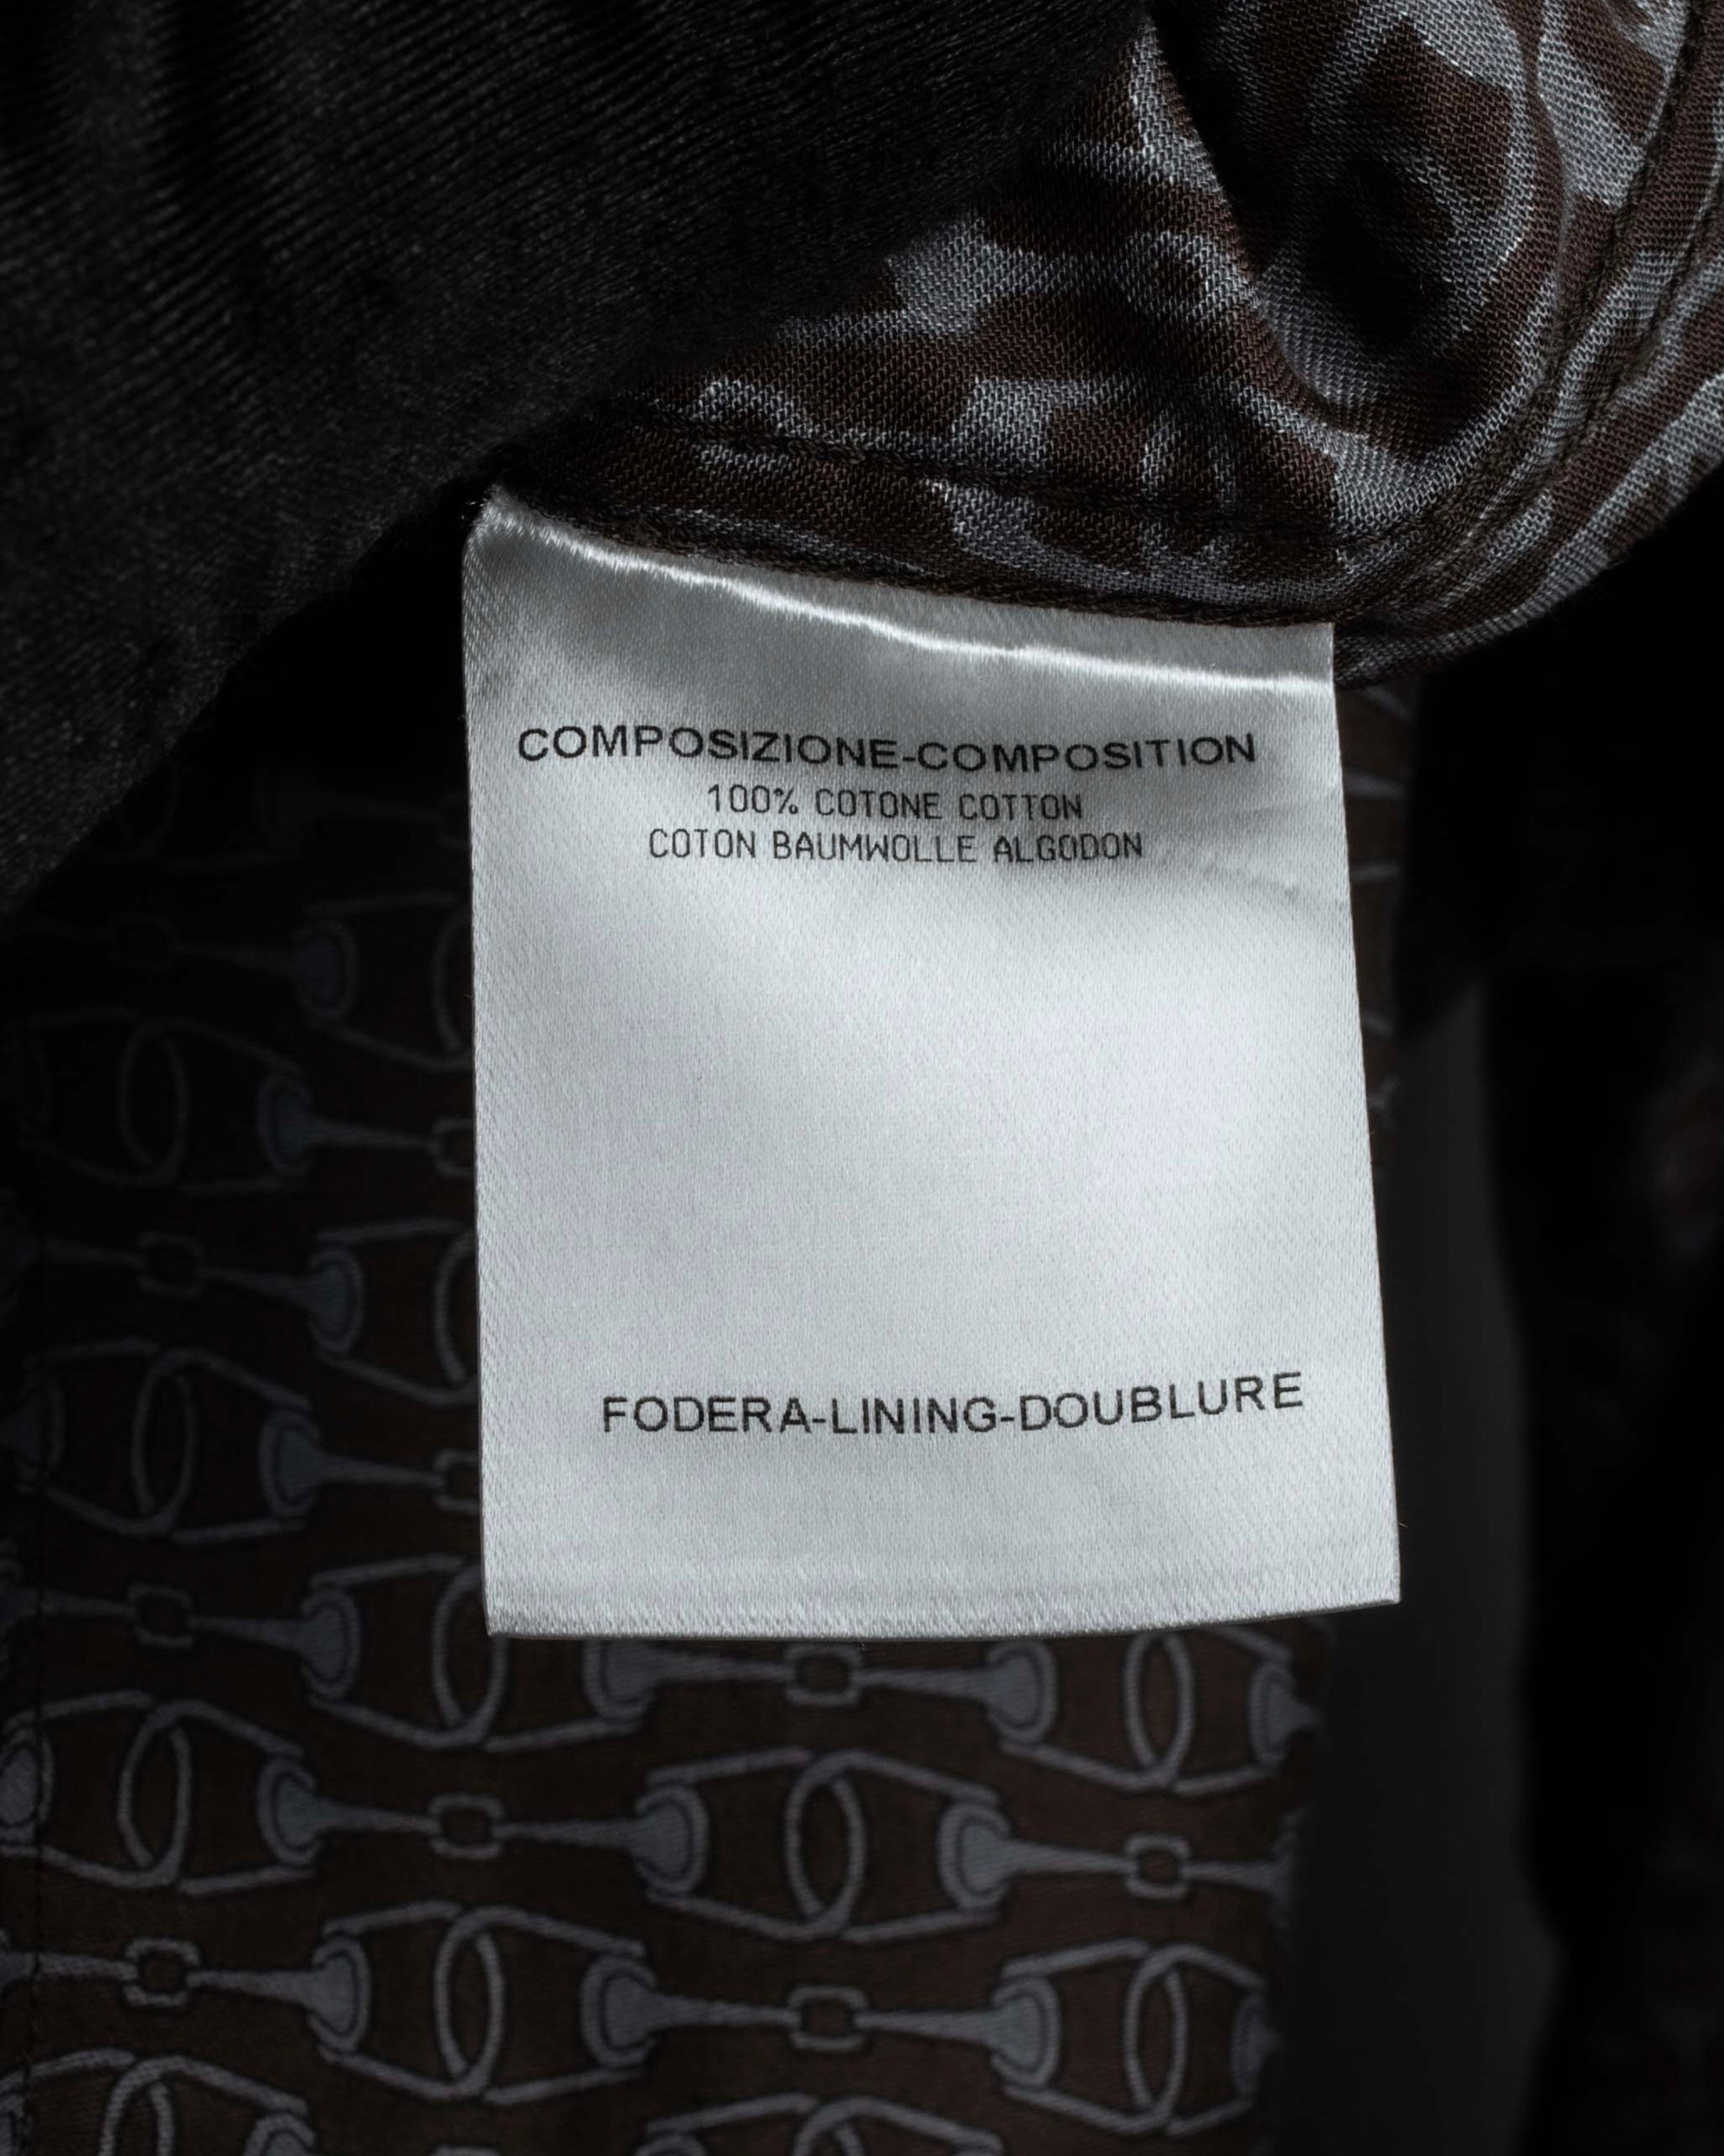 COMPOSIZIONE-COMPOSITION
100% COTONE COTTON
COTON BAUMWOLLE ALGODON
FODERA-LINING-DOUBLURE